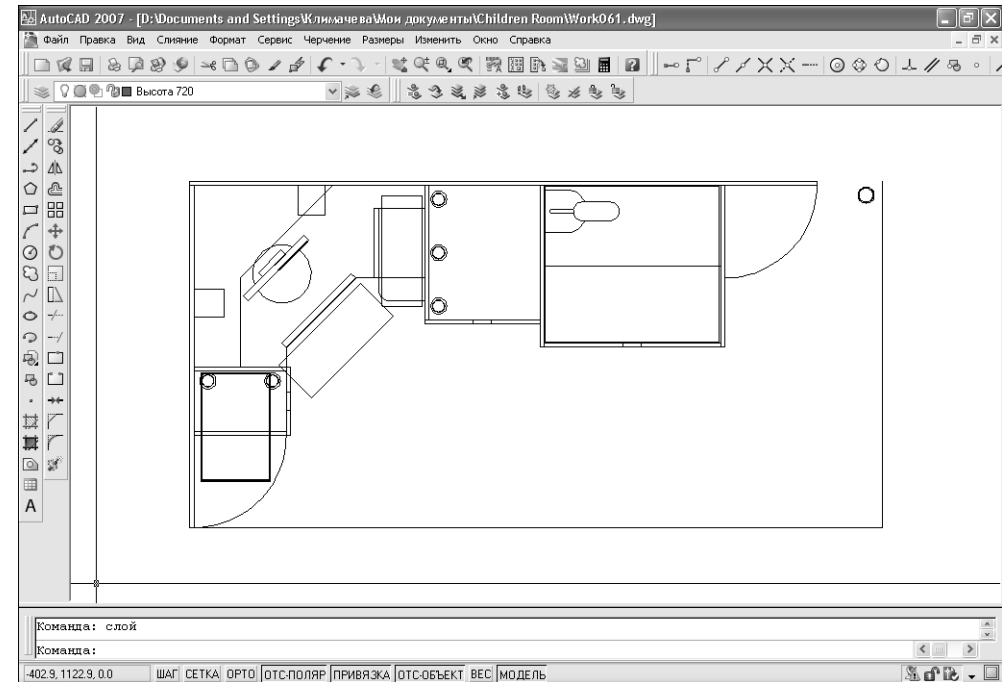 AutoCAD 2007 - [D:\Documents and Settings\Климачева\Мои документы\Children Room\Work061.dwg]
Файл Правка Вид Слияние Формат Сервис Черчение Размеры Изменить Окно Справка
Высота 720
A
Команда: слой
Команда:
-402.9, 1122.9, 0.0 ШАГ СЕТКА ОРТО ОТС-ПОЛЯР ПРИВЯЗКА ОТС-ОБЪЕКТ ВЕС МОДЕЛЬ